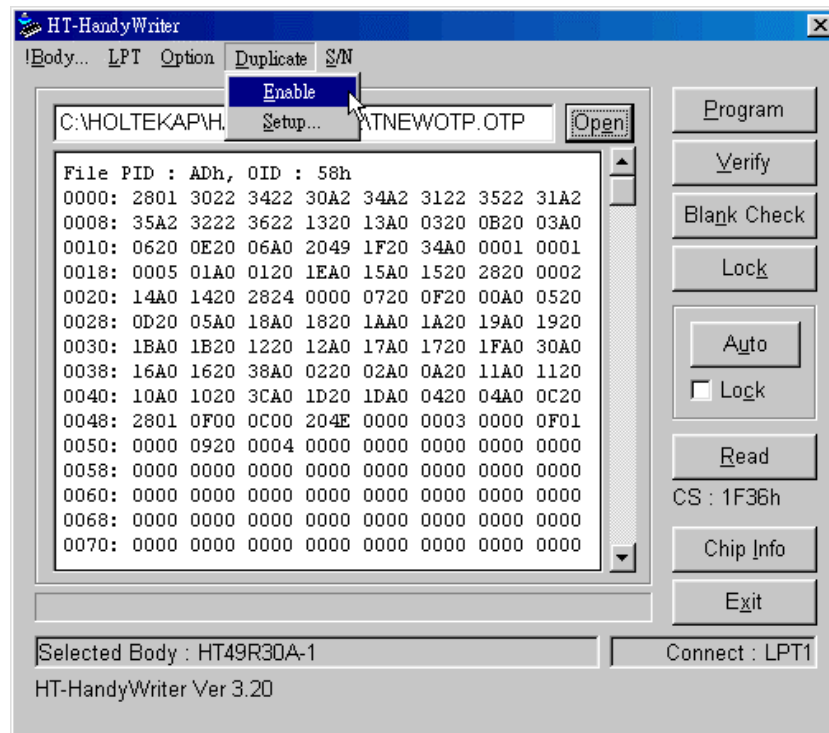 HT-HandyWriter
!Body... LPT Option Duplicate S/N
Enable
Setup...
C:\HOLTEKAP\H \TNEWOTP.OTP Open
File PID : ADh, OID : 58h
0000: 2801 3022 3422 30A2 34A2 3122 3522 31A2
0008: 35A2 3222 3622 1320 13A0 0320 0B20 03A0
0010: 0620 0E20 06A0 2049 1F20 34A0 0001 0001
0018: 0005 01A0 0120 1EA0 15A0 1520 2820 0002
0020: 14A0 1420 2824 0000 0720 0F20 00A0 0520
0028: 0D20 05A0 18A0 1820 1AA0 1A20 19A0 1920
0030: 1BA0 1B20 1220 12A0 17A0 1720 1FA0 30A0
0038: 16A0 1620 38A0 0220 02A0 0A20 11A0 1120
0040: 10A0 1020 3CA0 1D20 1DA0 0420 04A0 0C20
0048: 2801 0F00 0C00 204E 0000 0003 0000 0F01
0050: 0000 0920 0004 0000 0000 0000 0000 0000
0058: 0000 0000 0000 0000 0000 0000 0000 0000
0060: 0000 0000 0000 0000 0000 0000 0000 0000
0068: 0000 0000 0000 0000 0000 0000 0000 0000
0070: 0000 0000 0000 0000 0000 0000 0000 0000
Program
Verify
Blank Check
Lock
Auto
Lock
Read
CS : 1F36h
Chip Info
Exit
Selected Body : HT49R30A-1
Connect : LPT1
HT-HandyWriter Ver 3.20